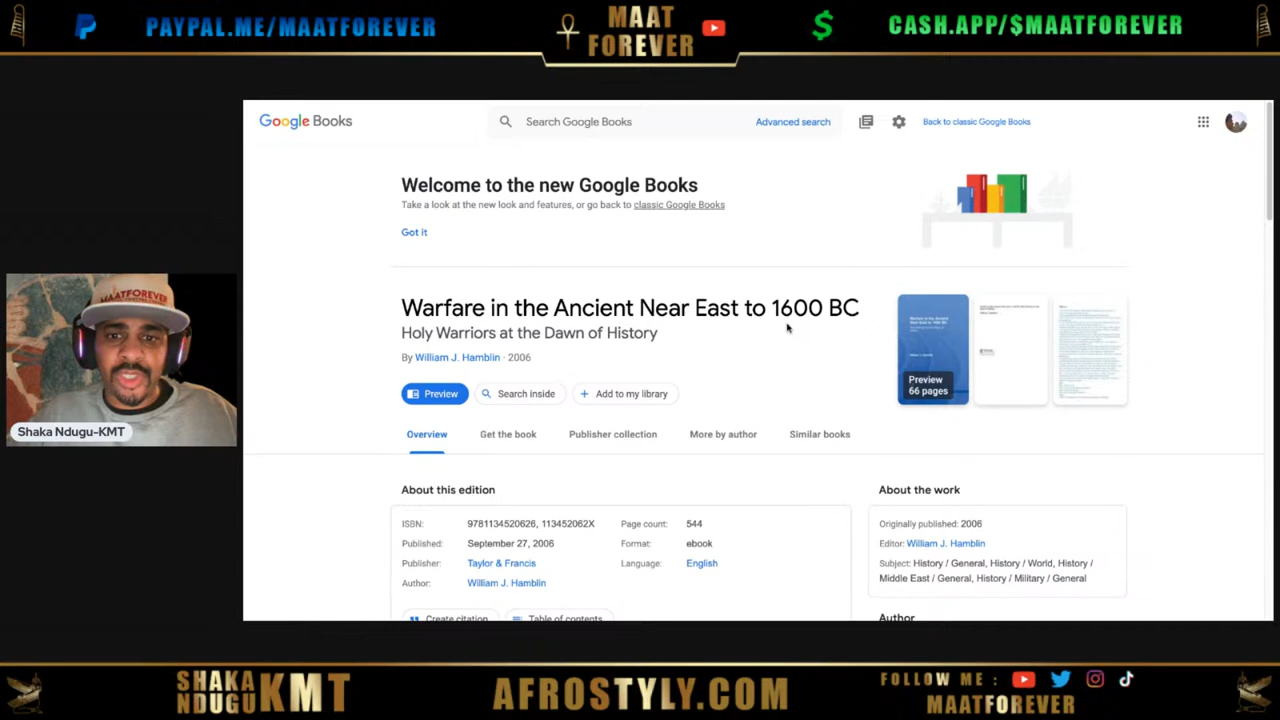 PAYPAL.ME/MAATFOREVER
MAAT
FOREVER
CASH.APP/$MAATFOREVER
Google Books
Search Google Books
Advanced search
Back to classic Google Books
Welcome to the new Google Books
Take a look at the new look and features, or go back to classic Google Books
Got it
Warfare in the Ancient Near East to 1600 BC
Holy Warriors at the Dawn of History
By William J. Hamblin · 2006
Preview
66 pages
Preview
Search inside
Add to my library
Overview
Get the book
Publisher collection
More by author
Similar books
MAATFOREVER
Shaka Ndugu-KMT
About this edition
ISBN: 9781134520626, 113452062X
Published: September 27, 2006
Publisher: Taylor & Francis
Author: William J. Hamblin
Page count: 544
Format: ebook
Language: English
Create citation
Table of contents
About the work
Originally published: 2006
Editor: William J. Hamblin
Subject: History / General, History / World, History /
Middle East / General, History / Military / General
Author
SHAKA
NDUGU KMT
AFROSTYLY.COM
FOLLOW ME :
MAATFOREVER